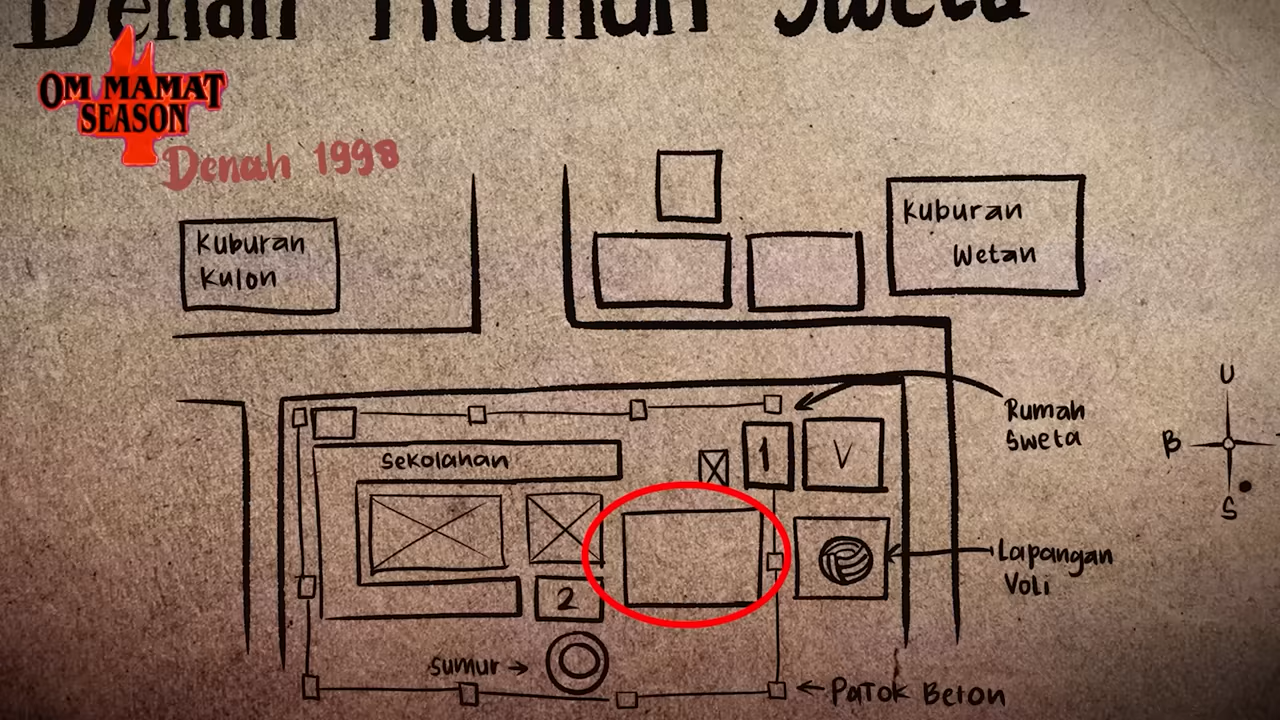 Denah Rumah Sweta
OM MAMAT
SEASON
4
Denah 1998
Kuburan
Kulon
Kuburan
Wetan
U
B
S
Rumah
Sweta
Sekolahan
1
V
2
Lapangan
Voli
Sumur
Patok Beton